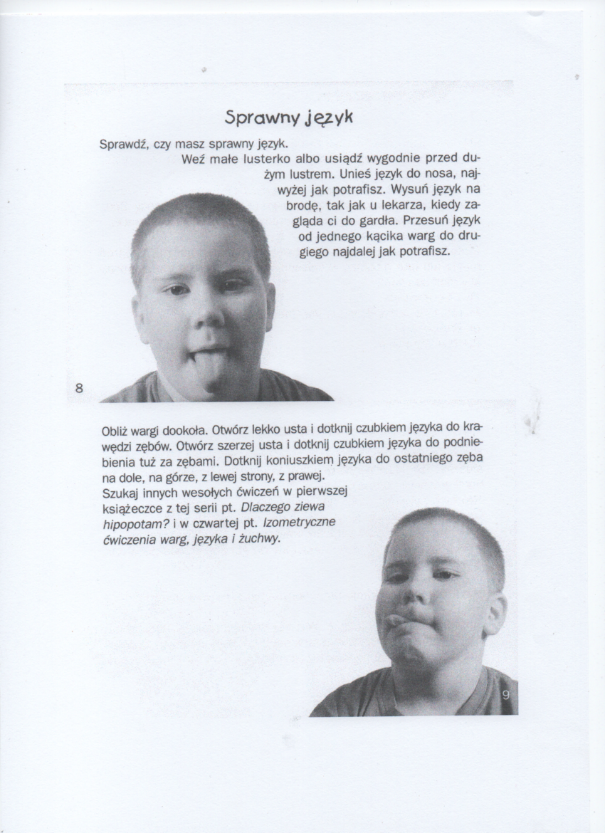 Sprawny język
Sprawdź, czy masz sprawny język.
Weź małe lusterko albo usiądź wygodnie przed du-
żym lustrem. Unieś język do nosa, naj-
wyżej jak potrafisz. Wysuń język na
brodę, tak jak u lekarza, kiedy za-
gląda ci do gardła. Przesuń język
od jednego kącika warg do dru-
giego najdalej jak potrafisz.
8
Obliż wargi dookoła. Otwórz lekko usta i dotknij czubkiem języka do kra-
wędzi zębów. Otwórz szerzej usta i dotknij czubkiem języka do podnie-
bienia tuż za zębami. Dotknij koniuszkiem języka do ostatniego zęba
na dole, na górze, z lewej strony, z prawej.
Szukaj innych wesołych ćwiczeń w pierwszej
książeczce z tej serii pt. Dlaczego ziewa
hipopotam? i w czwartej pt. Izometryczne
ćwiczenia warg, języka i żuchwy.
9